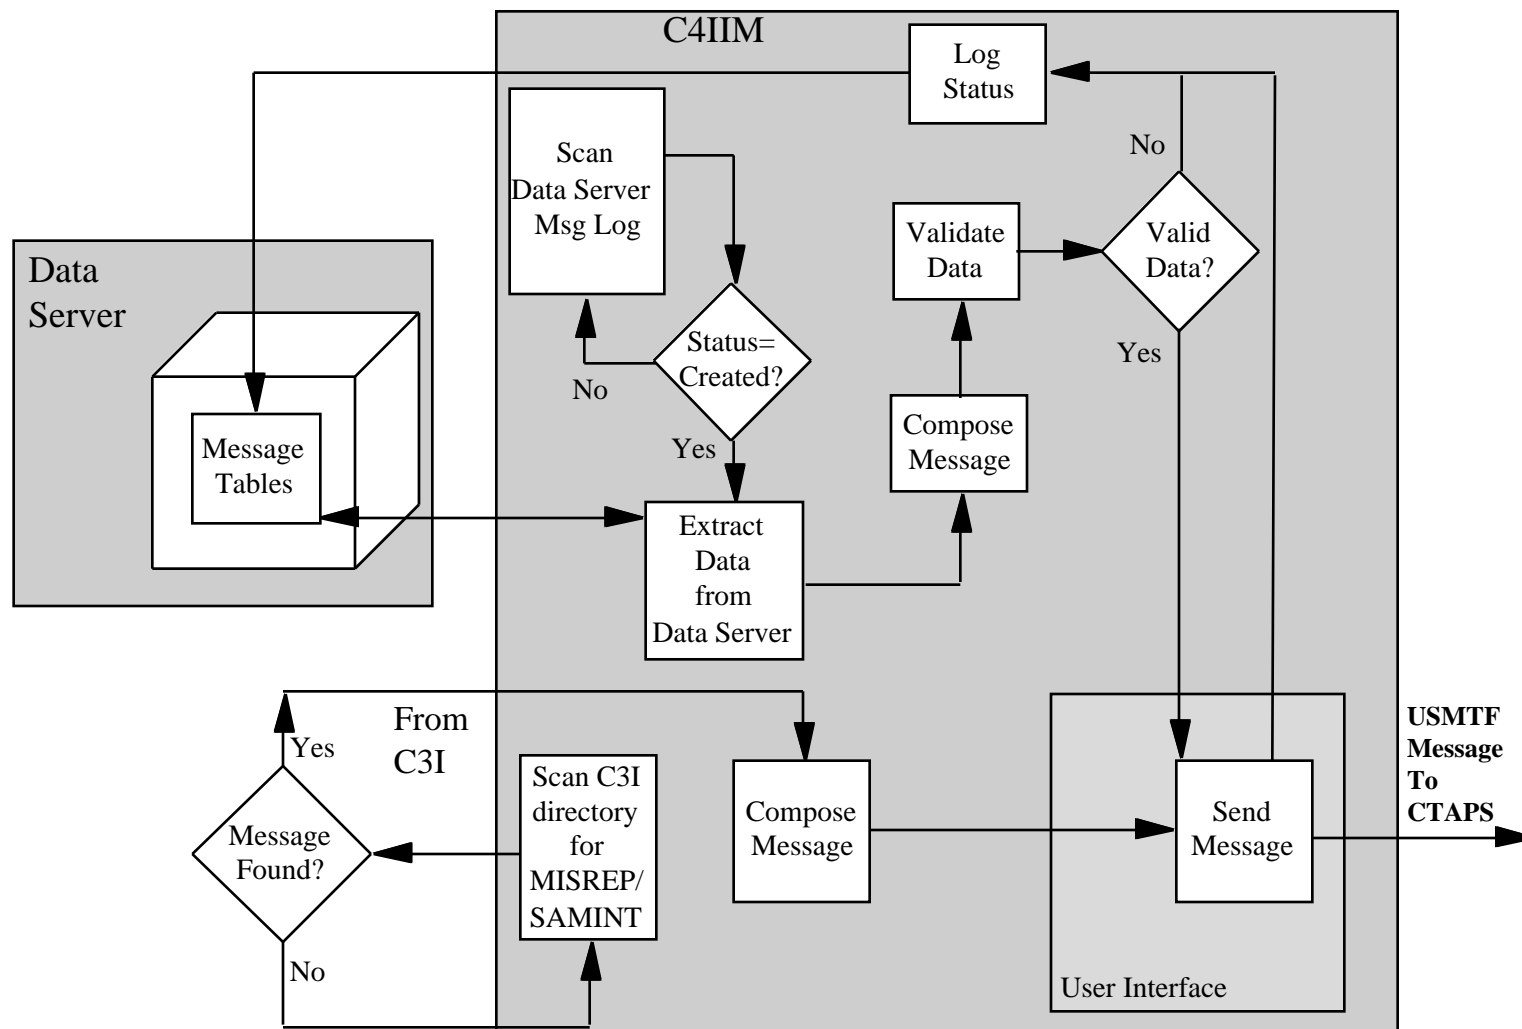 C4IIM
Log
Status
No
Scan
Data Server
Msg Log
Validate
Data
Valid
Data?
Data
Server
Status=
Created?
No
Yes
Yes
Message
Tables
Compose
Message
Extract
Data
from
Data Server
From
C3I
Yes
Message
Found?
No
Scan C3I
directory
for
MISREP/
SAMINT
Compose
Message
Send
Message
User Interface
USMTF
Message
To
CTAPS